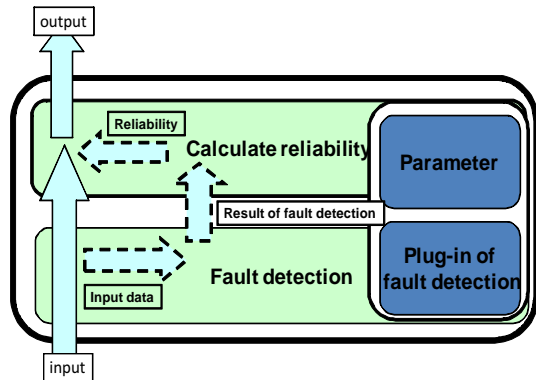 output
Reliability
Calculate reliability
Parameter
Result of fault detection
Plug-in of
fault detection
Fault detection
Input data
input